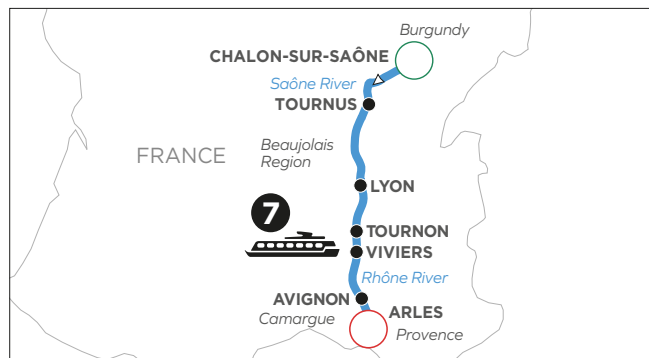 Burgundy
CHALON-SUR-SAÔNE
Saône River
TOURNUS
Beaujolais
Region
FRANCE
LYON
7
TOURNON
VIVIERS
Rhône River
AVIGNON
ARLES
Camargue
Provence